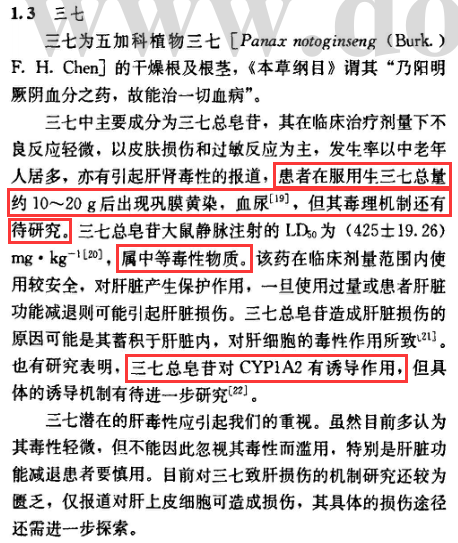 www.do
1.3 三七
三七为五加科植物三七[Panax notoginseng (Burk.)
F. H. Chen]的干燥根及根茎,《本草纲目》谓其“乃阳明
厥阴血分之药,故能治一切血病”。
三七中主要成分为三七总皂苷,其在临床治疗剂量下不
良反应轻微,以皮肤损伤和过敏反应为主,发生率以中老年
人居多,亦有引起肝肾毒性的报道,患者在服用生三七总量
约10~20 g后出现巩膜黄染,血尿[19],但其毒理机制还有
待研究。三七总皂苷大鼠静脉注射的LD50为(425±19.26)
mg·kg-1[20],属中等毒性物质。该药在临床剂量范围内使
用较安全,对肝脏产生保护作用,一旦使用过量或患者肝脏
功能减退则可能引起肝脏损伤。三七总皂苷造成肝脏损伤的
原因可能是其蓄积于肝脏内,对肝细胞的毒性作用所致[21]。
也有研究表明,三七总皂苷对CYP1A2有诱导作用,但具
体的诱导机制有待进一步研究[22]。
三七潜在的肝毒性应引起我们的重视。虽然目前多认为
其毒性轻微,但不能因此忽视其毒性而滥用,特别是肝脏功
能减退患者要慎用。目前对三七致肝损伤的机制研究还较为
匮乏,仅报道对肝上皮细胞可造成损伤,其具体的损伤途径
还需进一步探索。